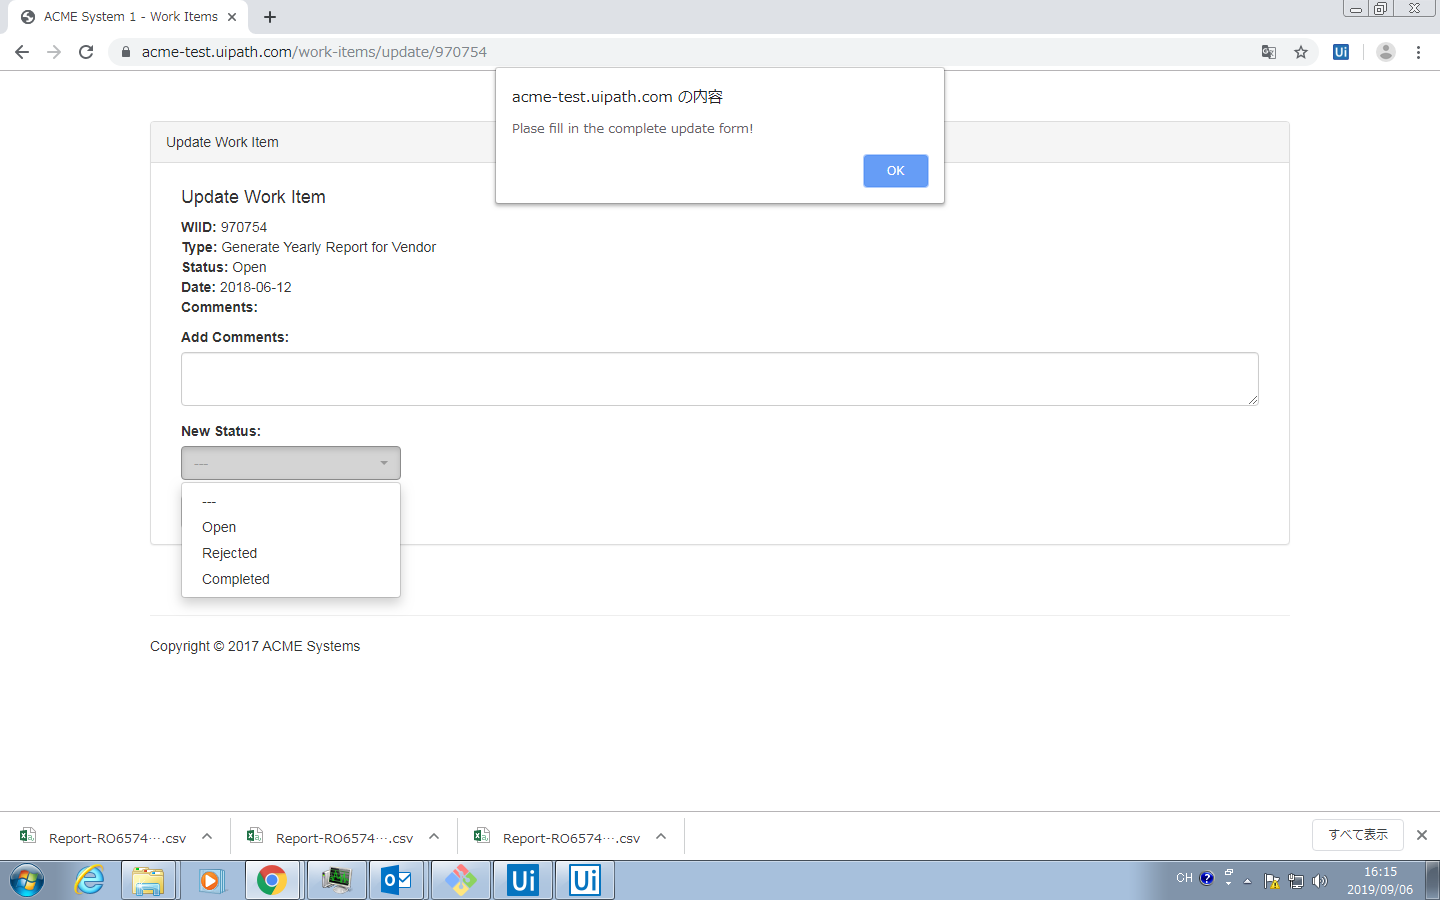 ACME System 1 - Work Items
acme-test.uipath.com/work-items/update/970754
Ui
acme-test.uipath.com の内容
Plase fill in the complete update form!
OK
Update Work Item
Update Work Item
WIID: 970754
Type: Generate Yearly Report for Vendor
Status: Open
Date: 2018-06-12
Comments:
Add Comments:
New Status:
---
---
Open
Rejected
Completed
Copyright © 2017 ACME Systems
Report-RO6574….csv
Report-RO6574….csv
Report-RO6574….csv
すべて表示
Ui
Ui
CH
16:15
2019/09/06